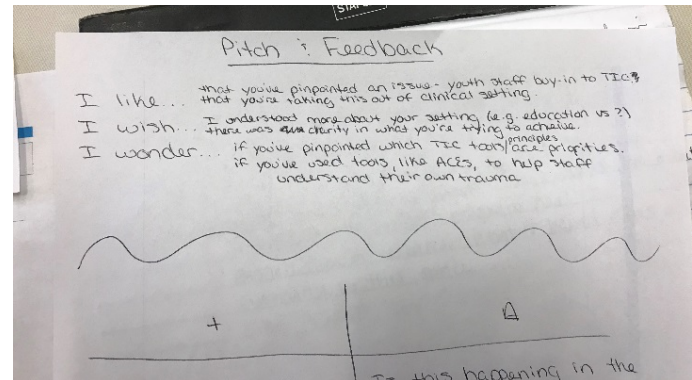 STAP
Pitch & Feedback
I like... that you've pinpointed an issue - youth staff buy-in to TIC &
that you're taking this out of clinical setting.
I wish... I understood more about your setting (e.g. education vs ?)
there was clarity in what you're trying to acheive.
I wonder... if you've pinpointed which TIC tools/principles are priorities.
if you've used tools, like ACEs, to help staff
understand their own trauma
+
Is this happening in the